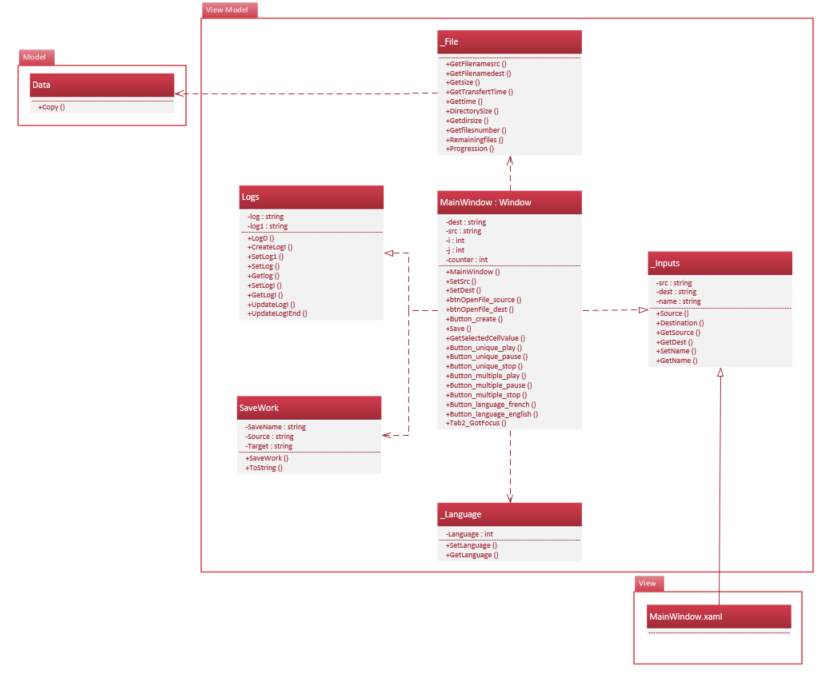 View Model
_File
+GetFilenamesrc ()
+GetFilenamedest ()
+Getsize ()
+GetTransfertTime ()
+Gettime ()
+DirectorySize ()
+Getdirsize ()
+Getfilesnumber ()
+Remainingfiles ()
+Progression ()
Model
Data
+Copy ()
Logs
-log : string
-log1 : string
+LogD ()
+CreateLogI ()
+SetLog1 ()
+SetLog ()
+Getlog ()
+SetLogI ()
+GetLogI ()
+UpdateLogI ()
+UpdateLogIEnd ()
MainWindow : Window
-dest : string
-src : string
-i : int
-j : int
-counter : int
+MainWindow ()
+SetSrc ()
+SetDest ()
+btnOpenFile_source ()
+btnOpenFile_dest ()
+Button_create ()
+Save ()
+GetSelectedCellValue ()
+Button_unique_play ()
+Button_unique_pause ()
+Button_unique_stop ()
+Button_multiple_play ()
+Button_multiple_pause ()
+Button_multiple_stop ()
+Button_language_french ()
+Button_language_english ()
+Tab2_GotFocus ()
_Inputs
-src : string
-dest : string
-name : string
+Source ()
+Destination ()
+GetSource ()
+GetDest ()
+SetName ()
+GetName ()
SaveWork
-SaveName : string
-Source : string
-Target : string
+SaveWork ()
+ToString ()
_Language
-Language : int
+SetLanguage ()
+GetLanguage ()
View
MainWindow.xaml